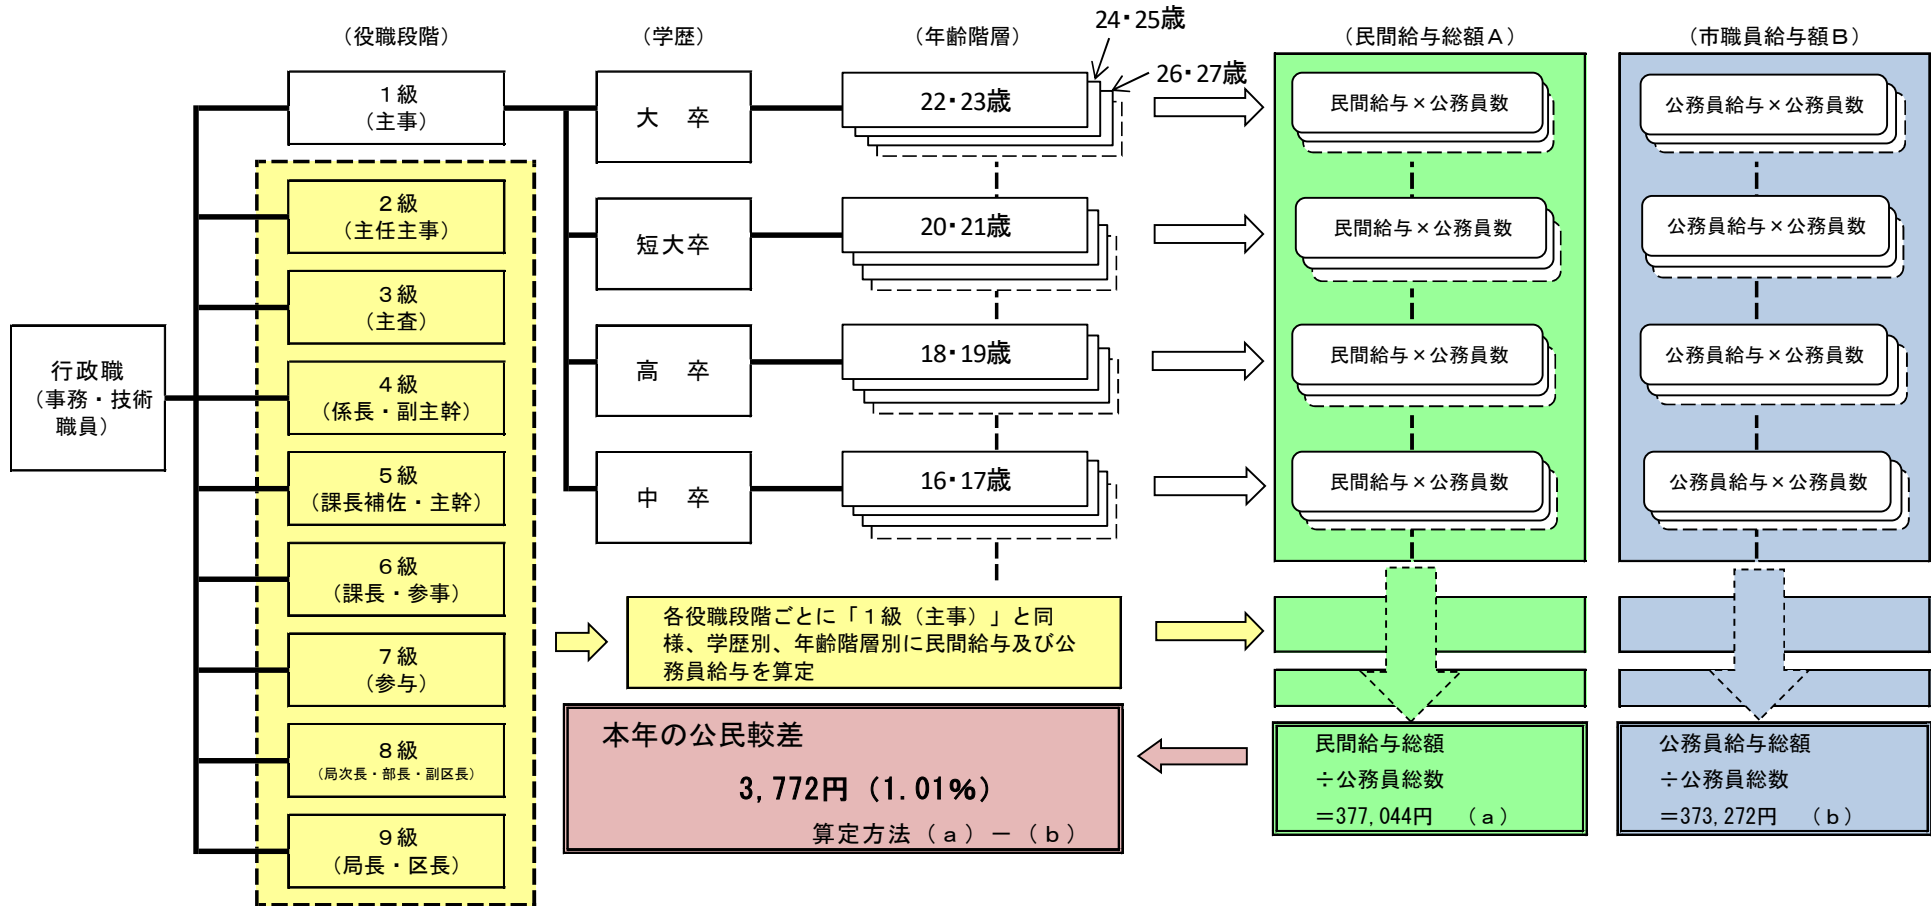 24・25歳
（役職段階）
（学歴）
（年齢階層）
（民間給与総額Ａ）
（市職員給与額Ｂ）
26・27歳
１級
（主事）
大　卒
22・23歳
民間給与×公務員数
公務員給与×公務員数
２級
（主任主事）
短大卒
20・21歳
民間給与×公務員数
公務員給与×公務員数
３級
（主査）
高　卒
18・19歳
民間給与×公務員数
公務員給与×公務員数
行政職
（事務・技術
職員）
４級
（係長・副主幹）
５級
（課長補佐・主幹）
中　卒
16・17歳
民間給与×公務員数
公務員給与×公務員数
６級
（課長・参事）
各役職段階ごとに「１級（主事）」と同
様、学歴別、年齢階層別に民間給与及び公
務員給与を算定
７級
（参与）
８級
（局次長・部長・副区長）
９級
（局長・区長）
本年の公民較差
3,772円（1.01%）
算定方法（ａ）－（ｂ）
民間給与総額
÷公務員総数
＝377,044円　（ａ）
公務員給与総額
÷公務員総数
＝373,272円　（ｂ）